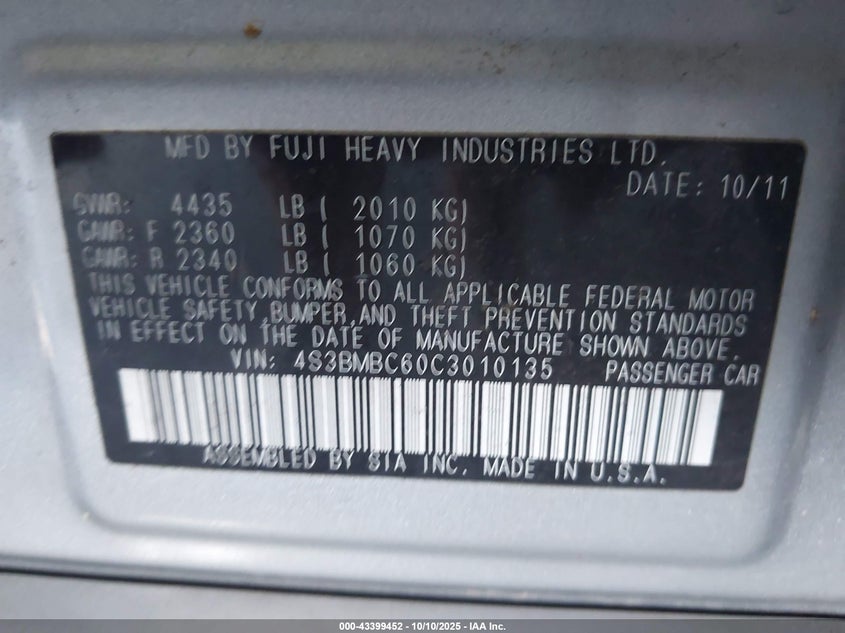 MFD BY FUJI HEAVY INDUSTRIES LTD.
DATE: 10/11
GVWR: 4435 LB ( 2010 KG)
GAWR: F 2360 LB ( 1070 KG)
GAWR: R 2340 LB ( 1060 KG)
THIS VEHICLE CONFORMS TO ALL APPLICABLE FEDERAL MOTOR
VEHICLE SAFETY,BUMPER,AND THEFT PREVENTION STANDARDS
IN EFFECT ON THE DATE OF MANUFACTURE SHOWN ABOVE.
VIN: 4S3BMBC60C3010135 PASSENGER CAR
ASSEMBLED BY SIA INC. MADE IN U.S.A.
000-43399452 - 10/10/2025 - IAA Inc.